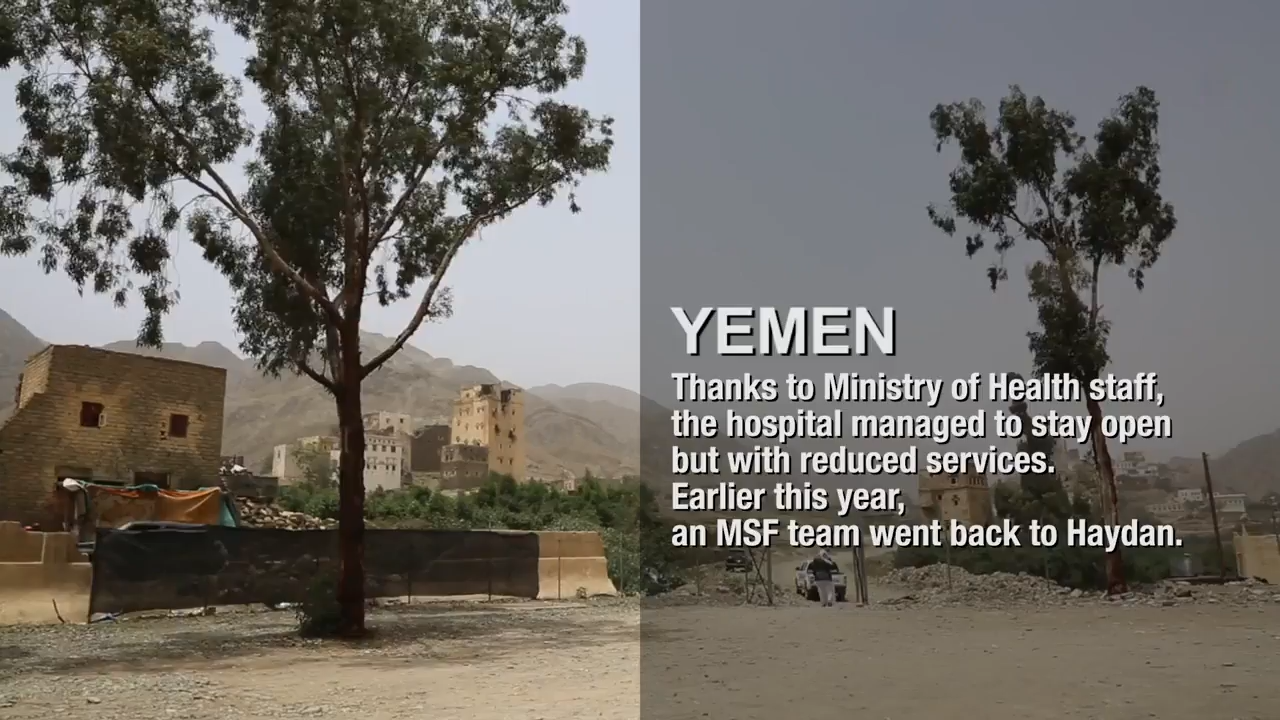 YEMEN
Thanks to Ministry of Health staff,
the hospital managed to stay open
but with reduced services.
Earlier this year,
an MSF team went back to Haydan.